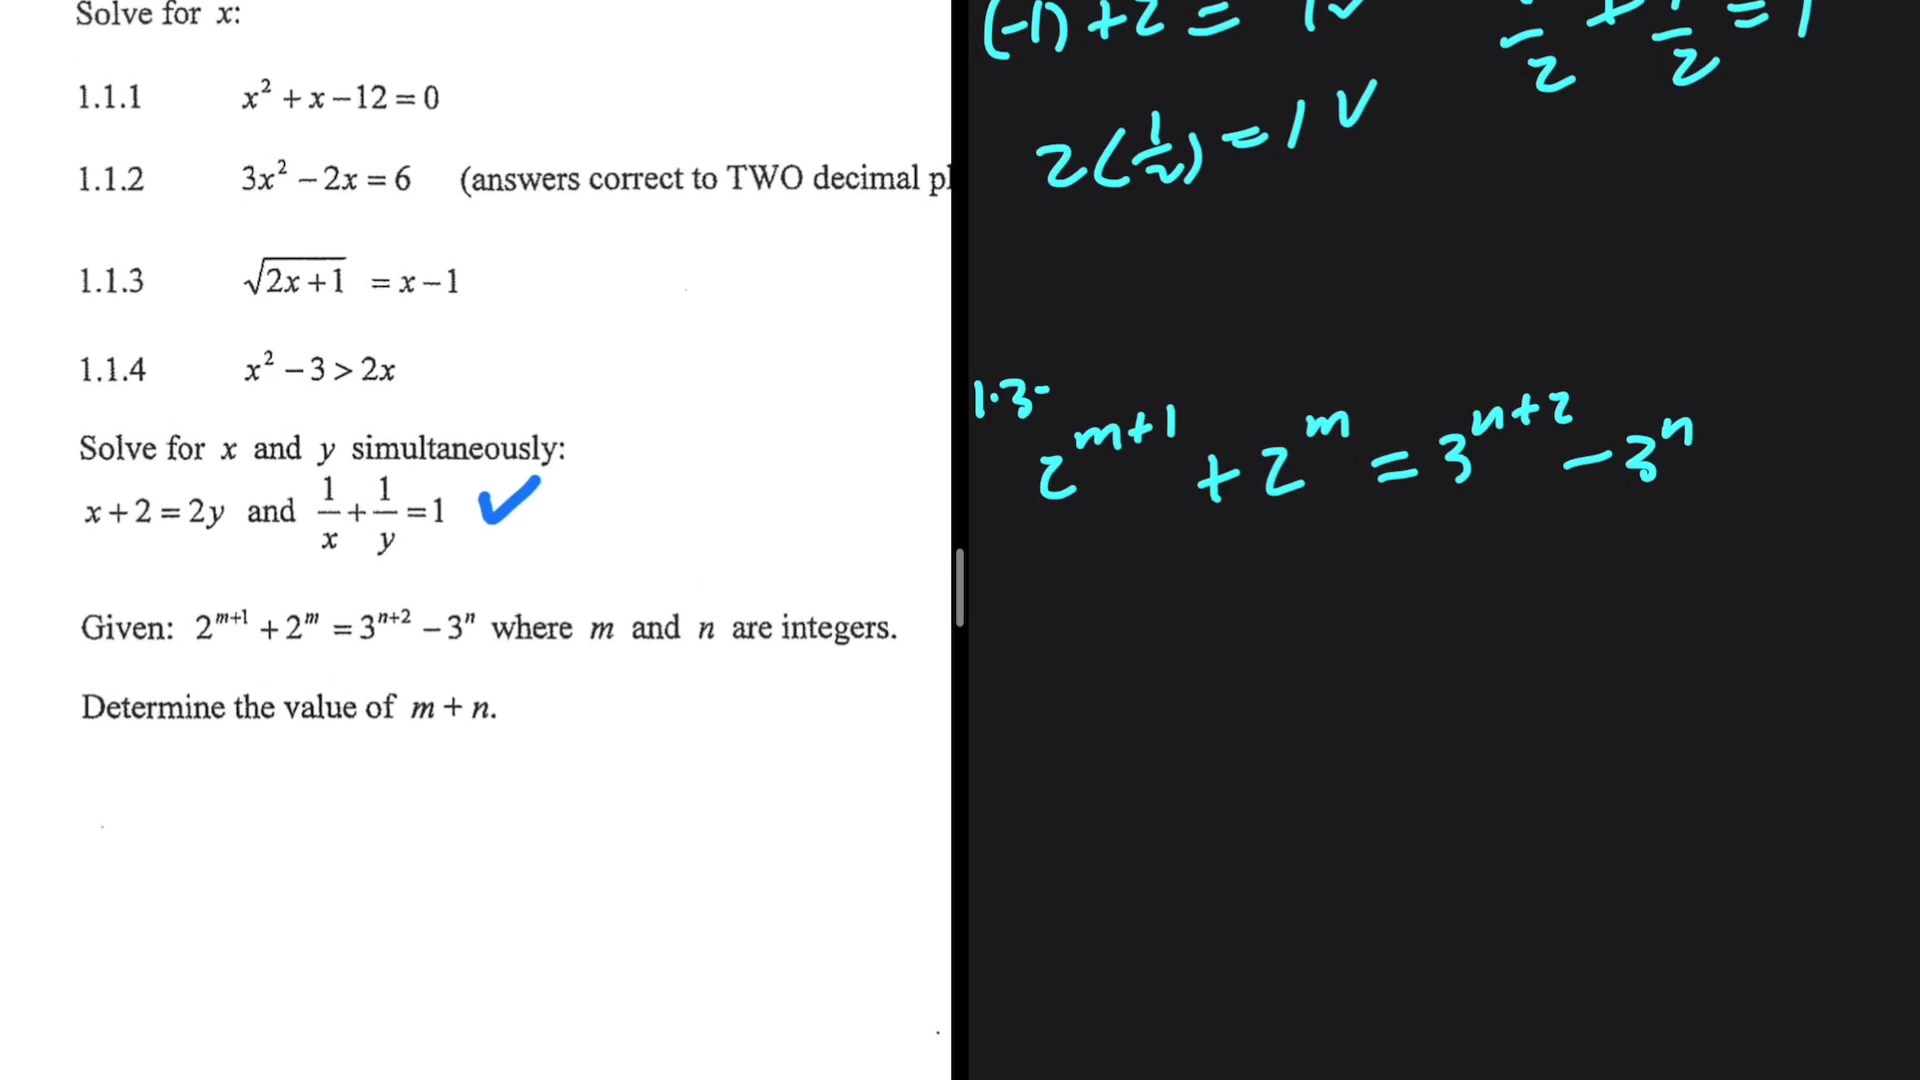 Solve for x:
1.1.1 x² + x – 12 = 0
1.1.2 3x² – 2x = 6 (answers correct to TWO decimal
1.1.3 √(2x + 1) = x – 1
1.1.4 x² – 3 > 2x
Solve for x and y simultaneously:
x + 2 = 2y and 1/x + 1/y = 1 ✓
Given: 2^(m+1) + 2^m = 3^(n+2) – 3^n where m and n are integers.
Determine the value of m + n.
(-1) + 2 = 1 ✓
2(1/2) = 1 ✓
1.3-
2^(m+1) + 2^m = 3^(n+2) – 3^n